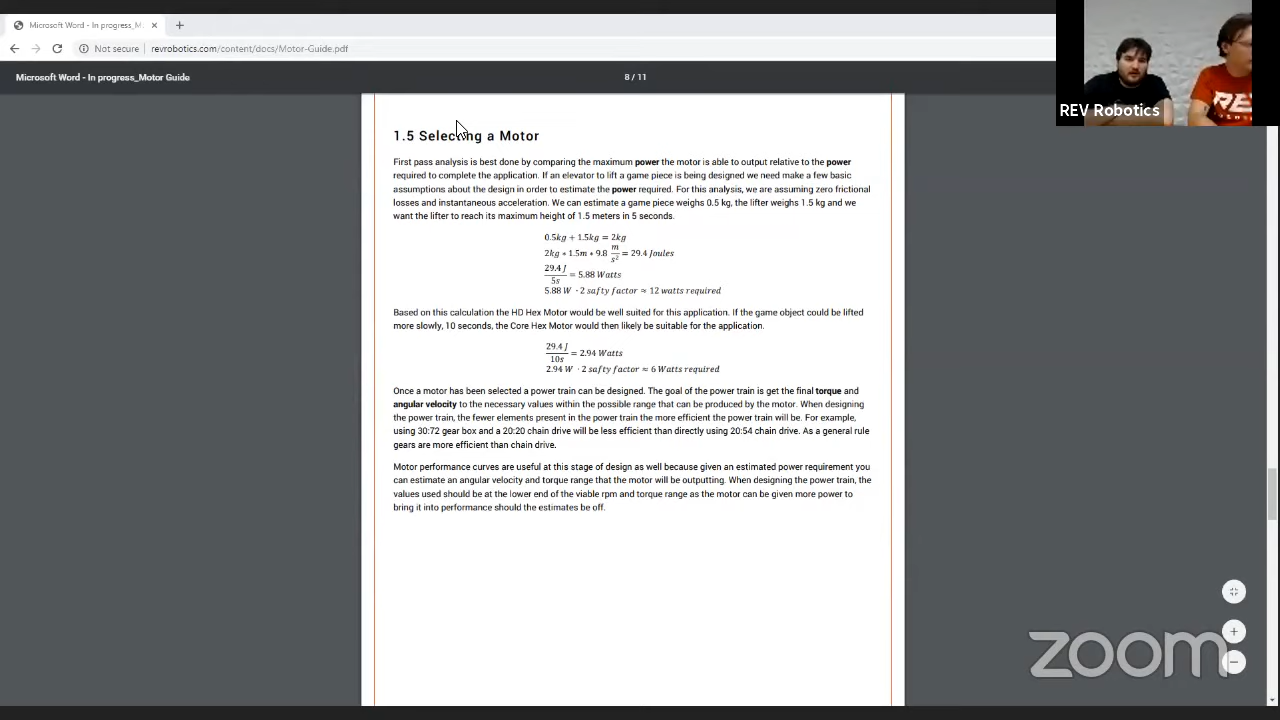 Microsoft Word - In progress_M
Not secure
revrobotics.com/content/docs/Motor-Guide.pdf
Microsoft Word - In progress_Motor Guide
8 / 11
REV Robotics
1.5 Selecting a Motor
First pass analysis is best done by comparing the maximum power the motor is able to output relative to the power
required to complete the application. If an elevator to lift a game piece is being designed we need make a few basic
assumptions about the design in order to estimate the power required. For this analysis, we are assuming zero frictional
losses and instantaneous acceleration. We can estimate a game piece weighs 0.5 kg, the lifter weighs 1.5 kg and we
want the lifter to reach its maximum height of 1.5 meters in 5 seconds.
0.5kg + 1.5kg = 2kg
2kg * 1.5m * 9.8 m/s² = 29.4 Joules
29.4 J/5s = 5.88 Watts
5.88 W · 2 safty factor ≈ 12 watts required
Based on this calculation the HD Hex Motor would be well suited for this application. If the game object could be lifted
more slowly, 10 seconds, the Core Hex Motor would then likely be suitable for the application.
29.4 J/10s = 2.94 Watts
2.94 W · 2 safty factor ≈ 6 Watts required
Once a motor has been selected a power train can be designed. The goal of the power train is get the final torque and
angular velocity to the necessary values within the possible range that can be produced by the motor. When designing
the power train, the fewer elements present in the power train the more efficient the power train will be. For example,
using 30:72 gear box and a 20:20 chain drive will be less efficient than directly using 20:54 chain drive. As a general rule
gears are more efficient than chain drive.
Motor performance curves are useful at this stage of design as well because given an estimated power requirement you
can estimate an angular velocity and torque range that the motor will be outputting. When designing the power train, the
values used should be at the lower end of the viable rpm and torque range as the motor can be given more power to
bring it into performance should the estimates be off.
zoom